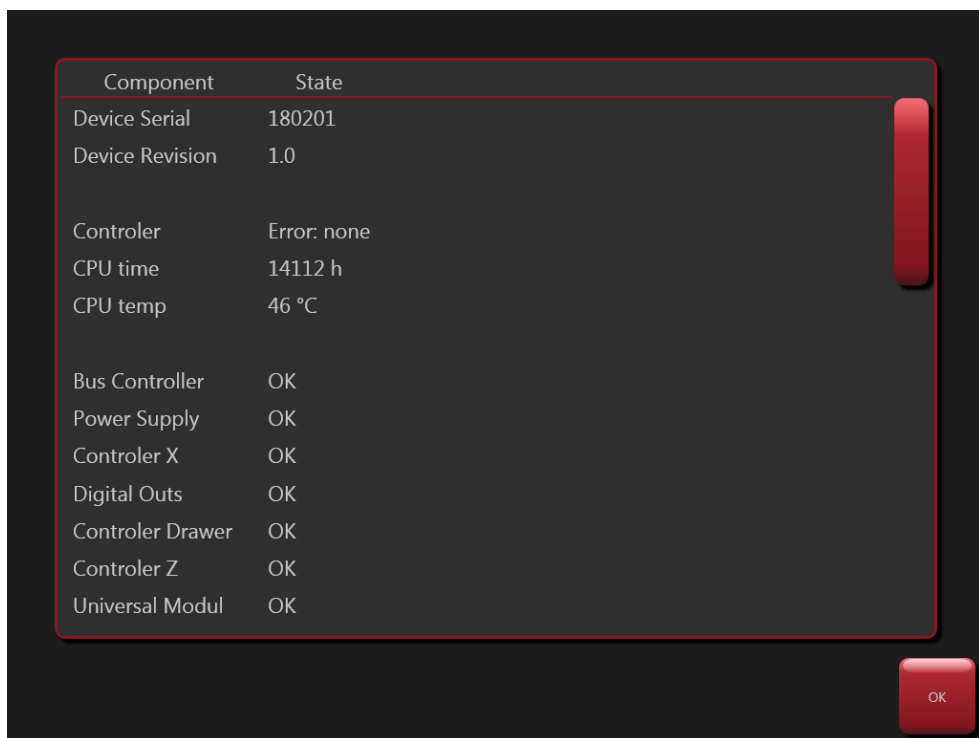 Component State
Device Serial 180201
Device Revision 1.0
Controler Error: none
CPU time 14112 h
CPU temp 46 °C
Bus Controller OK
Power Supply OK
Controler X OK
Digital Outs OK
Controler Drawer OK
Controler Z OK
Universal Modul OK
OK